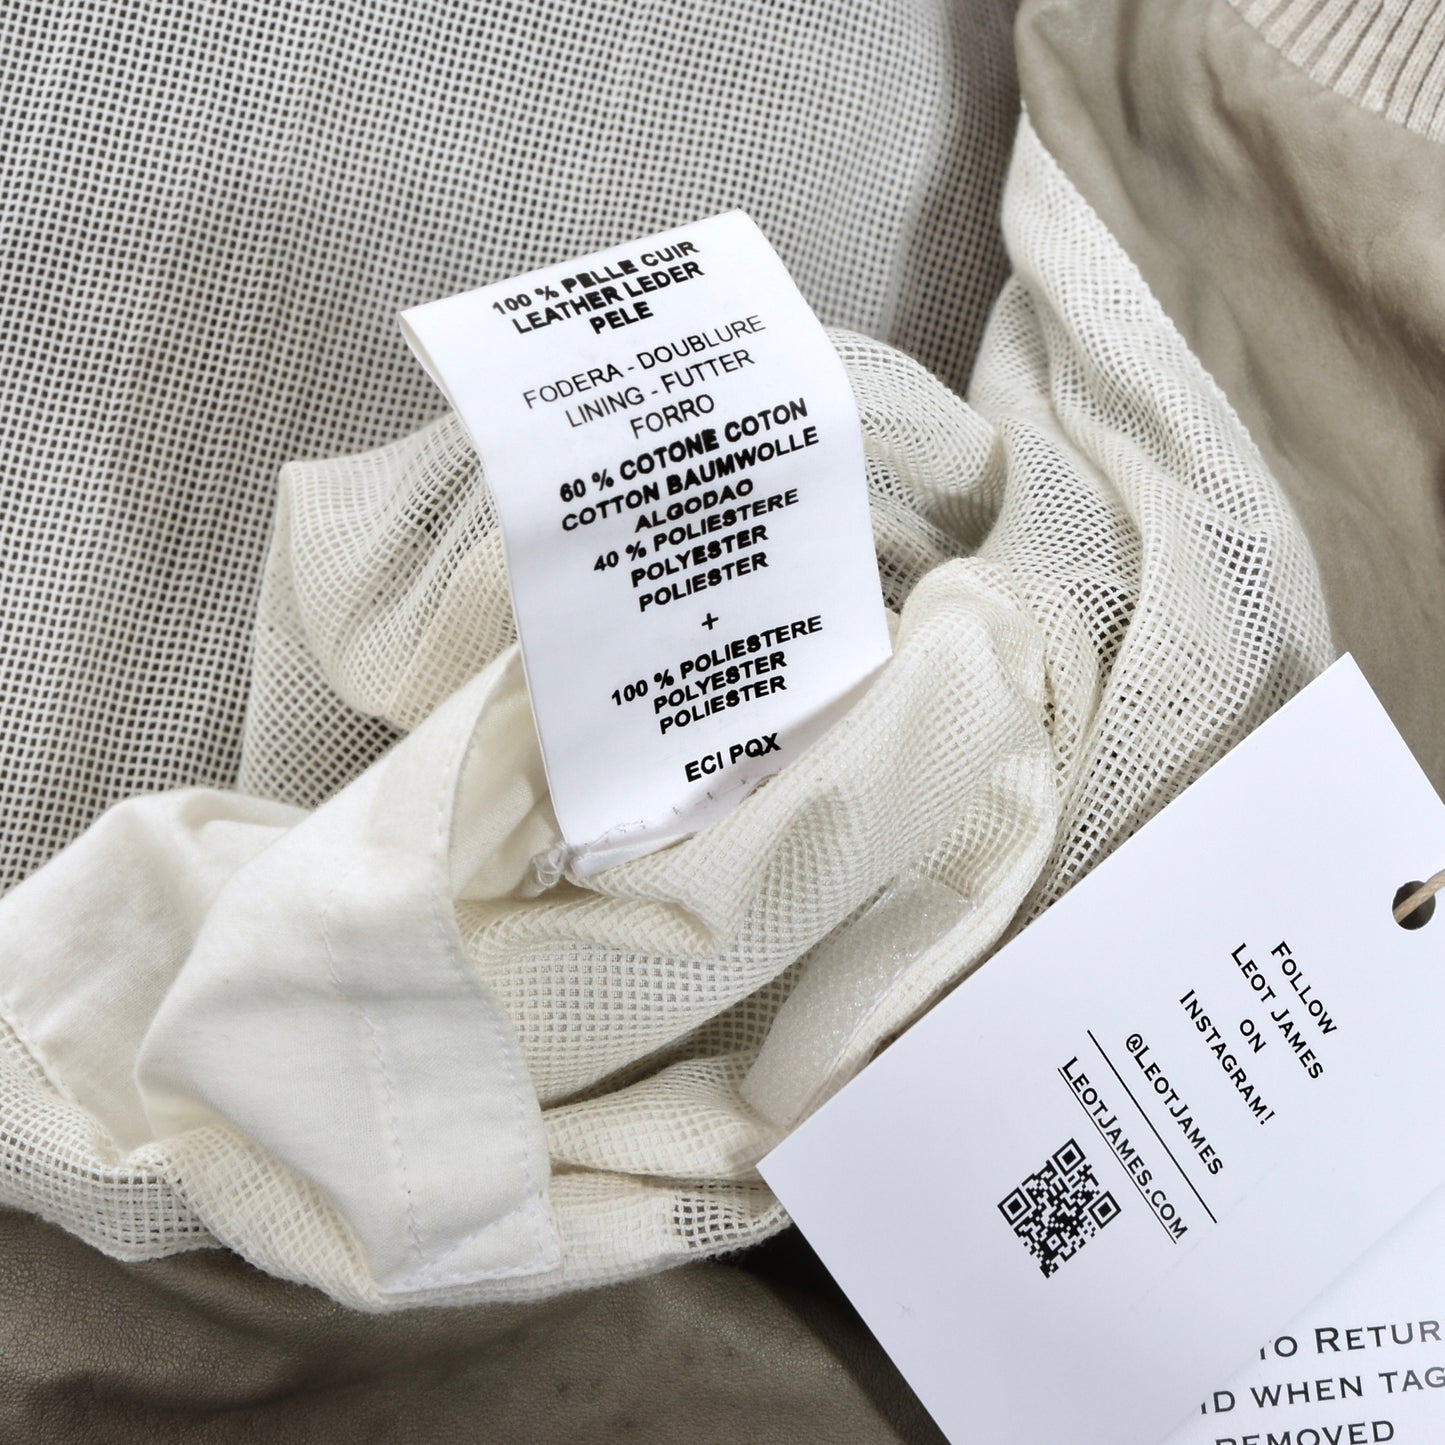 100 % PELLE CUIR
LEATHER LEDER
PELE
FODERA - DOUBLURE
LINING - FUTTER
FORRO
60 % COTONE COTON
COTTON BAUMWOLLE
ALGODAO
40 % POLIESTERE
POLYESTER
POLIESTER
+
100 % POLIESTERE
POLYESTER
POLIESTER
ECI PQX
FOLLOW
LEOT JAMES
ON
INSTAGRAM!
@LEOTJAMES
LEOTJAMES.COM
TO RETUR
WHEN TAG